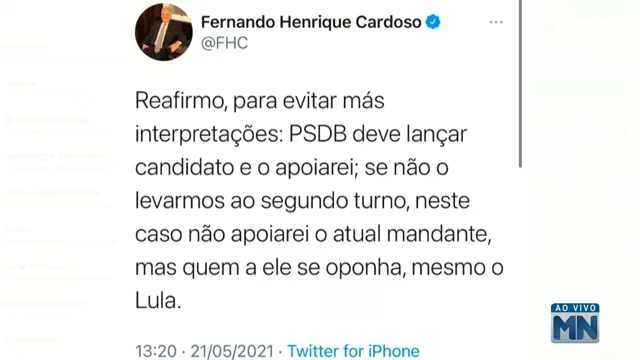 Fernando Henrique Cardoso
@FHC
Reafirmo, para evitar más
interpretações: PSDB deve lançar
candidato e o apoiarei; se não o
levarmos ao segundo turno, neste
caso não apoiarei o atual mandante,
mas quem a ele se oponha, mesmo o
Lula.
13:20 · 21/05/2021 · Twitter for iPhone
AO VIVO
MN